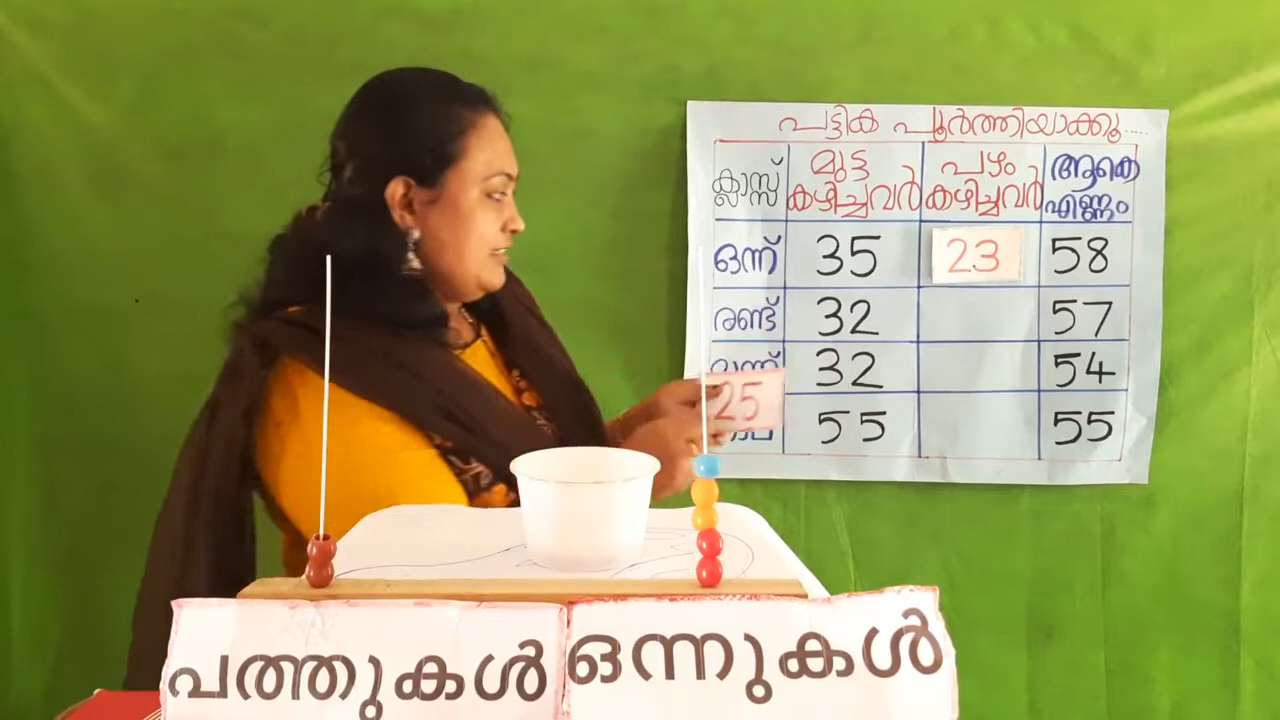 പട്ടിക പൂർത്തിയാക്കൂ....
ക്ലാസ്സ് മുട്ട കഴിച്ചവർ പഴം കഴിച്ചവർ ആകെ എണ്ണം
ഒന്ന് 35 23 58
രണ്ട് 32 57
32 54
55 55
25
പത്തുകൾ ഒന്നുകൾ